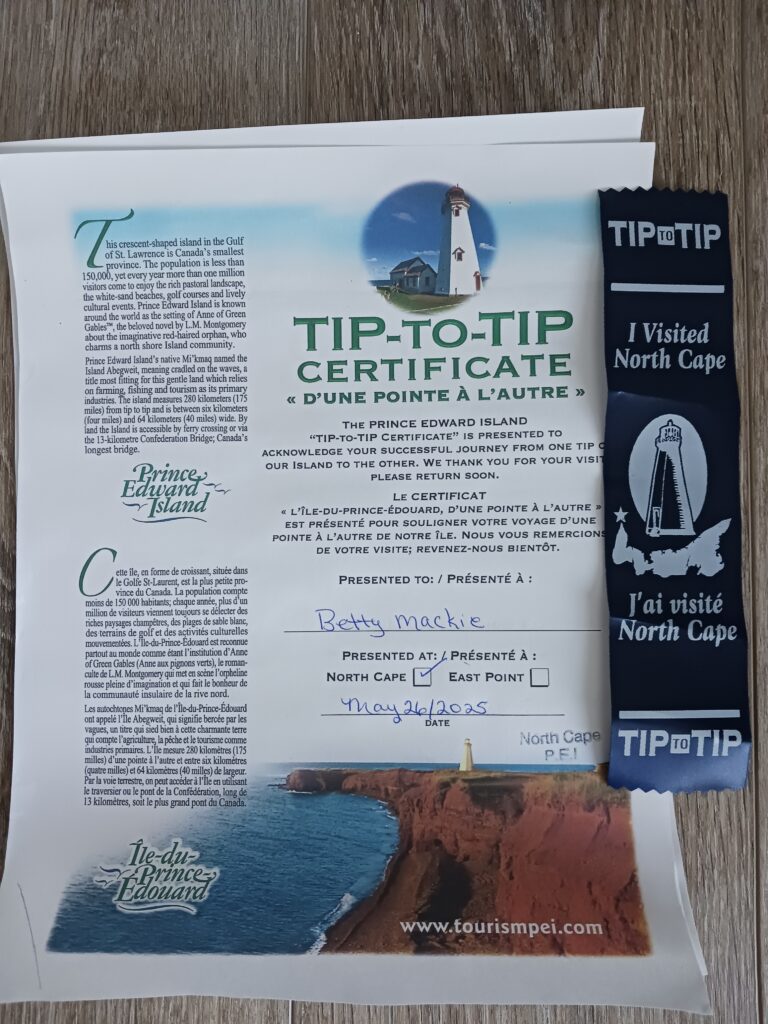 This crescent-shaped island in the Gulf
of St. Lawrence is Canada's smallest
province. The population is less than
150,000, yet every year more than one million
visitors come to enjoy the rich pastoral landscape,
the white-sand beaches, golf courses and lively
cultural events. Prince Edward Island is known
around the world as the setting of Anne of Green
Gables™, the beloved novel by L.M. Montgomery
about the imaginative red-haired orphan, who
charms a north shore Island community.
Prince Edward Island's native Mi'kmaq named the
Island Abegweit, meaning cradled on the waves, a
title most fitting for this gentle land which relies
on farming, fishing and tourism as its primary
industries. The island measures 280 kilometers (175
miles) from tip to tip and is between six kilometers
(four miles) and 64 kilometers (40 miles) wide. By
land the Island is accessible by ferry crossing or via
the 13-kilometre Confederation Bridge; Canada's
longest bridge.
Prince
Edward
Island
Cette île, en forme de croissant, située dans
le Golfe St-Laurent, est la plus petite pro-
vince du Canada. La population compte
moins de 150 000 habitants; chaque année, plus d'un
million de visiteurs viennent toujours se délecter des
riches paysages champêtres, des plages de sable blanc,
des terrains de golf et des activités culturelles
mouvementées. L'Île-du-Prince-Édouard est reconnue
partout au monde comme étant l'institution d'Anne
of Green Gables (Anne aux pignons verts), le roman-
culte de L.M. Montgomery qui met en scène l'orpheline
rousse pleine d'imagination et qui fait le bonheur de
la communauté insulaire de la rive nord.
Les autochtones Mi'kmaq de l'Île-du-Prince-Édouard
ont appelé l'Île Abegweit, qui signifie bercée par les
vagues, un titre qui sied bien à cette charmante terre
qui compte l'agriculture, la pêche et le tourisme comme
industries primaires. L'Île mesure 280 kilomètres (175
milles) d'une pointe à l'autre et entre six kilomètres
(quatre milles) et 64 kilomètres (40 milles) de largeur.
Par la voie terrestre, on peut accéder à l'Île en utilisant
le traversier ou le pont de la Confédération, long de
13 kilomètres, soit le plus grand pont du Canada.
Île-du-
Prince-
Édouard
TIP-TO-TIP
CERTIFICATE
« D'UNE POINTE À L'AUTRE »
THE PRINCE EDWARD ISLAND
"TIP-TO-TIP CERTIFICATE" IS PRESENTED TO
ACKNOWLEDGE YOUR SUCCESSFUL JOURNEY FROM ONE TIP O
OUR ISLAND TO THE OTHER. WE THANK YOU FOR YOUR VISIT
PLEASE RETURN SOON.
LE CERTIFICAT
« L'ÎLE-DU-PRINCE-ÉDOUARD, D'UNE POINTE À L'AUTRE »
EST PRÉSENTÉ POUR SOULIGNER VOTRE VOYAGE D'UNE
POINTE À L'AUTRE DE NOTRE ÎLE. NOUS VOUS REMERCIONS
DE VOTRE VISITE; REVENEZ-NOUS BIENTÔT.
PRESENTED TO: / PRÉSENTÉ À :
Betty Mackie
PRESENTED AT: / PRÉSENTÉ À :
NORTH CAPE ✓ EAST POINT
May 26/2025
DATE
North Cape
P.E.I
www.tourismpei.com
TIP TO TIP
I Visited
North Cape
J'ai visité
North Cape
TIP TO TIP